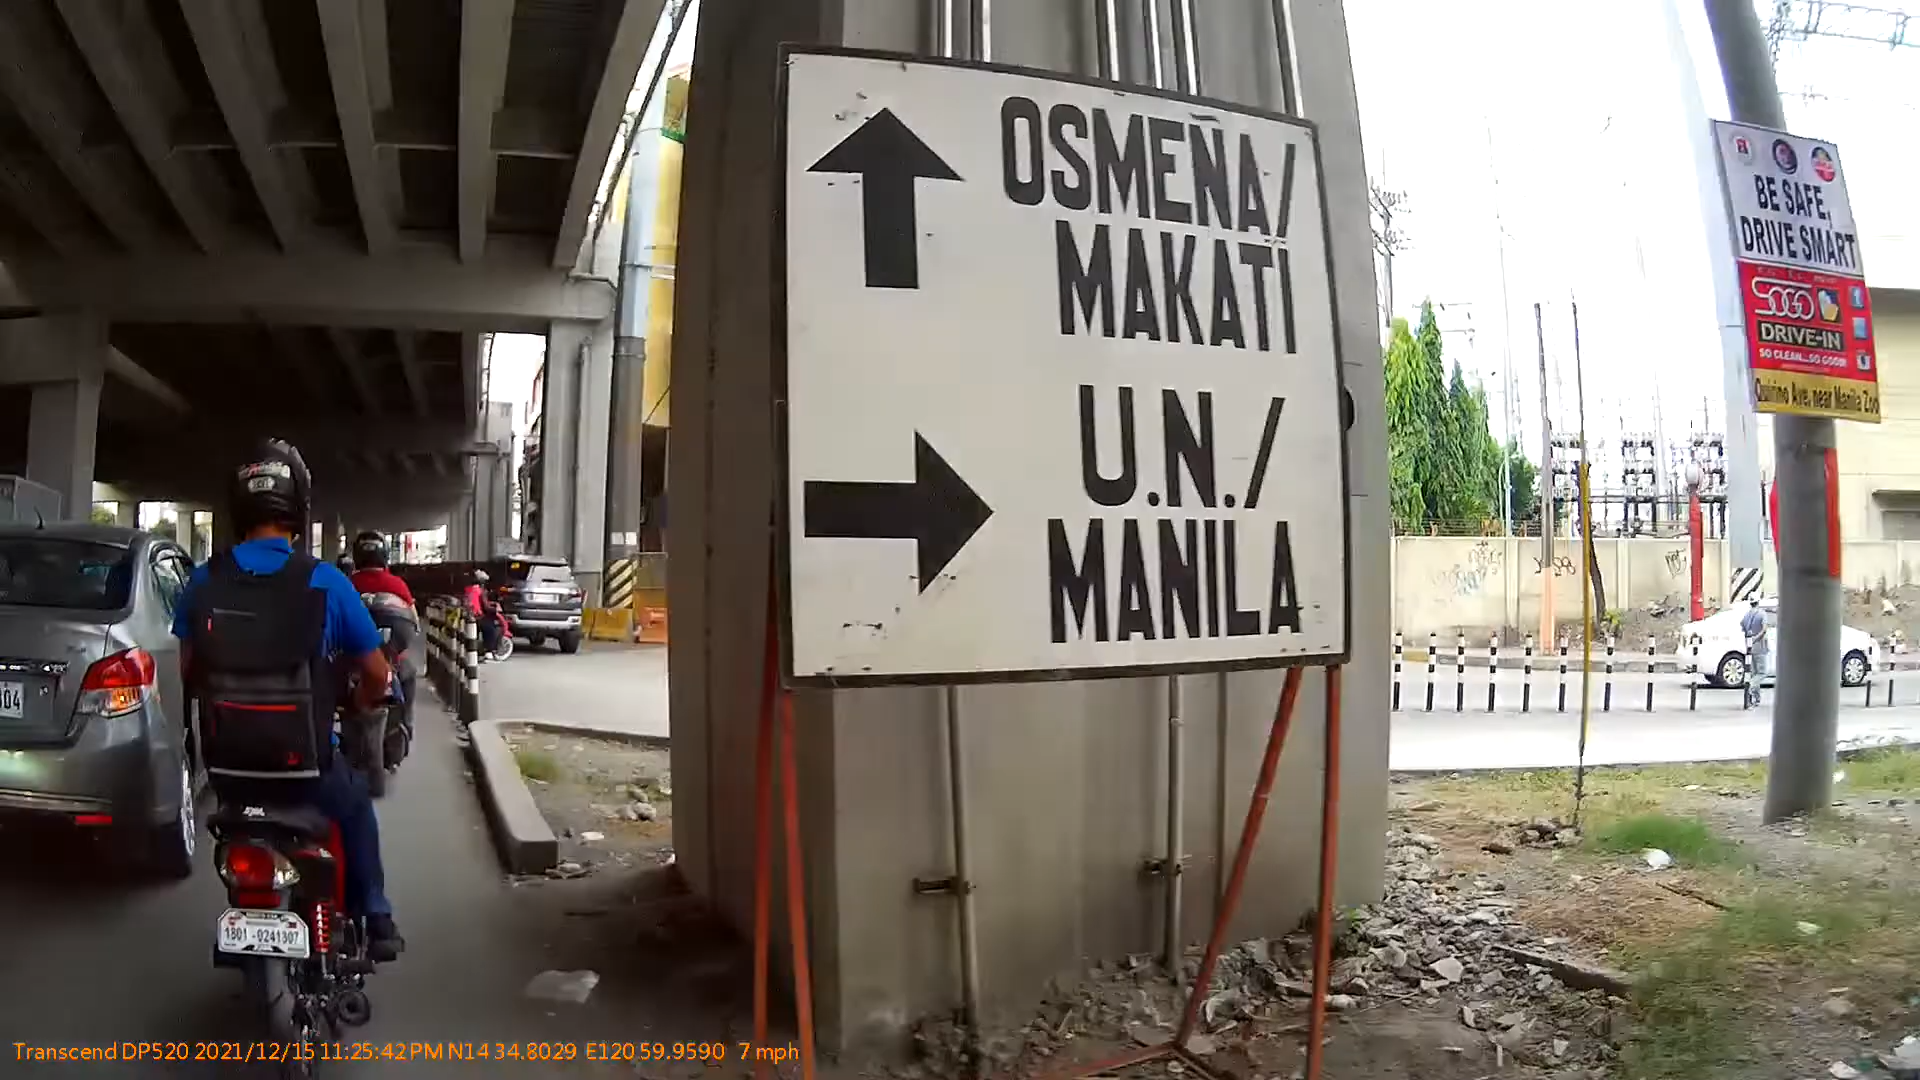 OSMEÑA/
MAKATI
U.N./
MANILA
BE SAFE,
DRIVE SMART
SOGO
DRIVE-IN
SO CLEAN...SO GOOD!
Quirino Ave. near Manila Zoo
1801-0241307
Transcend DP520 2021/12/15 11:25:42 PM N14 34.8029 E120 59.9590 7 mph